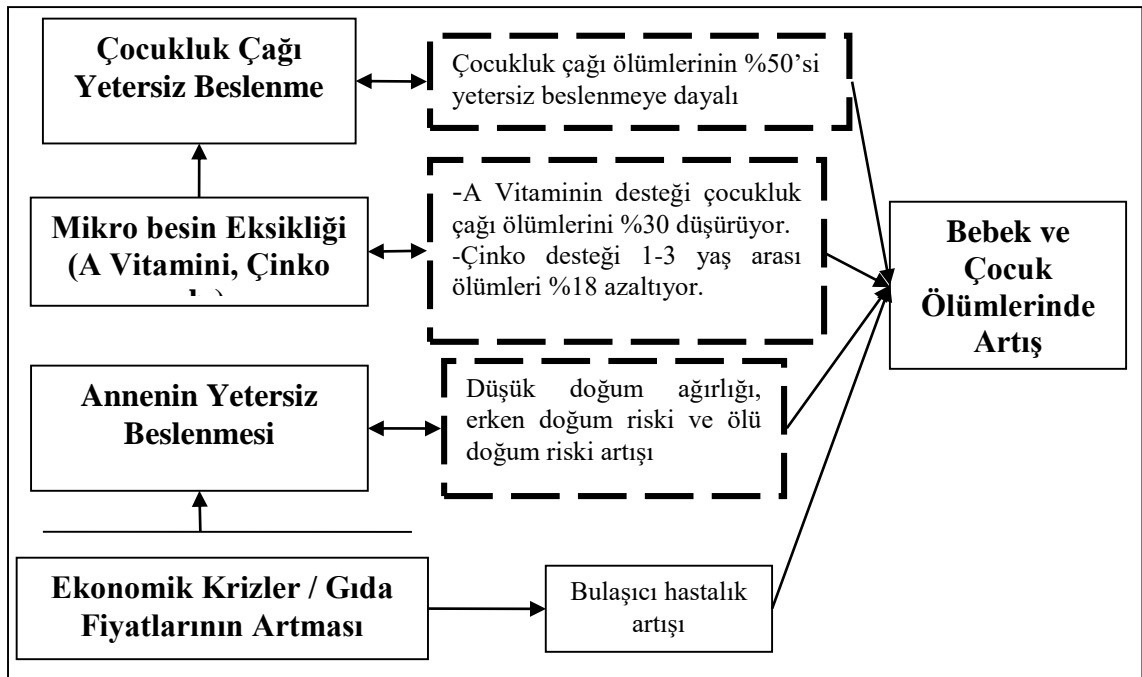 Çocukluk Çağı
Yetersiz Beslenme
Çocukluk çağı ölümlerinin %50’si
yetersiz beslenmeye dayalı
Mikro besin Eksikliği
(A Vitamini, Çinko
-A Vitaminin desteği çocukluk
çağı ölümlerini %30 düşürüyor.
-Çinko desteği 1-3 yaş arası
ölümleri %18 azaltıyor.
Bebek ve
Çocuk
Ölümlerinde
Artış
Annenin Yetersiz
Beslenmesi
Düşük doğum ağırlığı,
erken doğum riski ve ölü
doğum riski artışı
Ekonomik Krizler / Gıda
Fiyatlarının Artması
Bulaşıcı hastalık
artışı